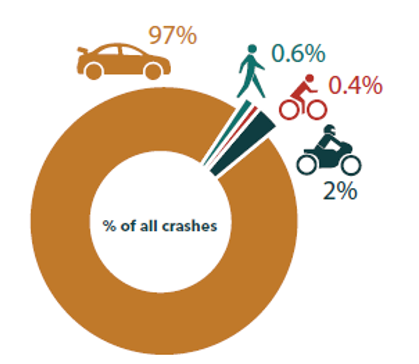 97%
0.6%
0.4%
2%
% of all crashes